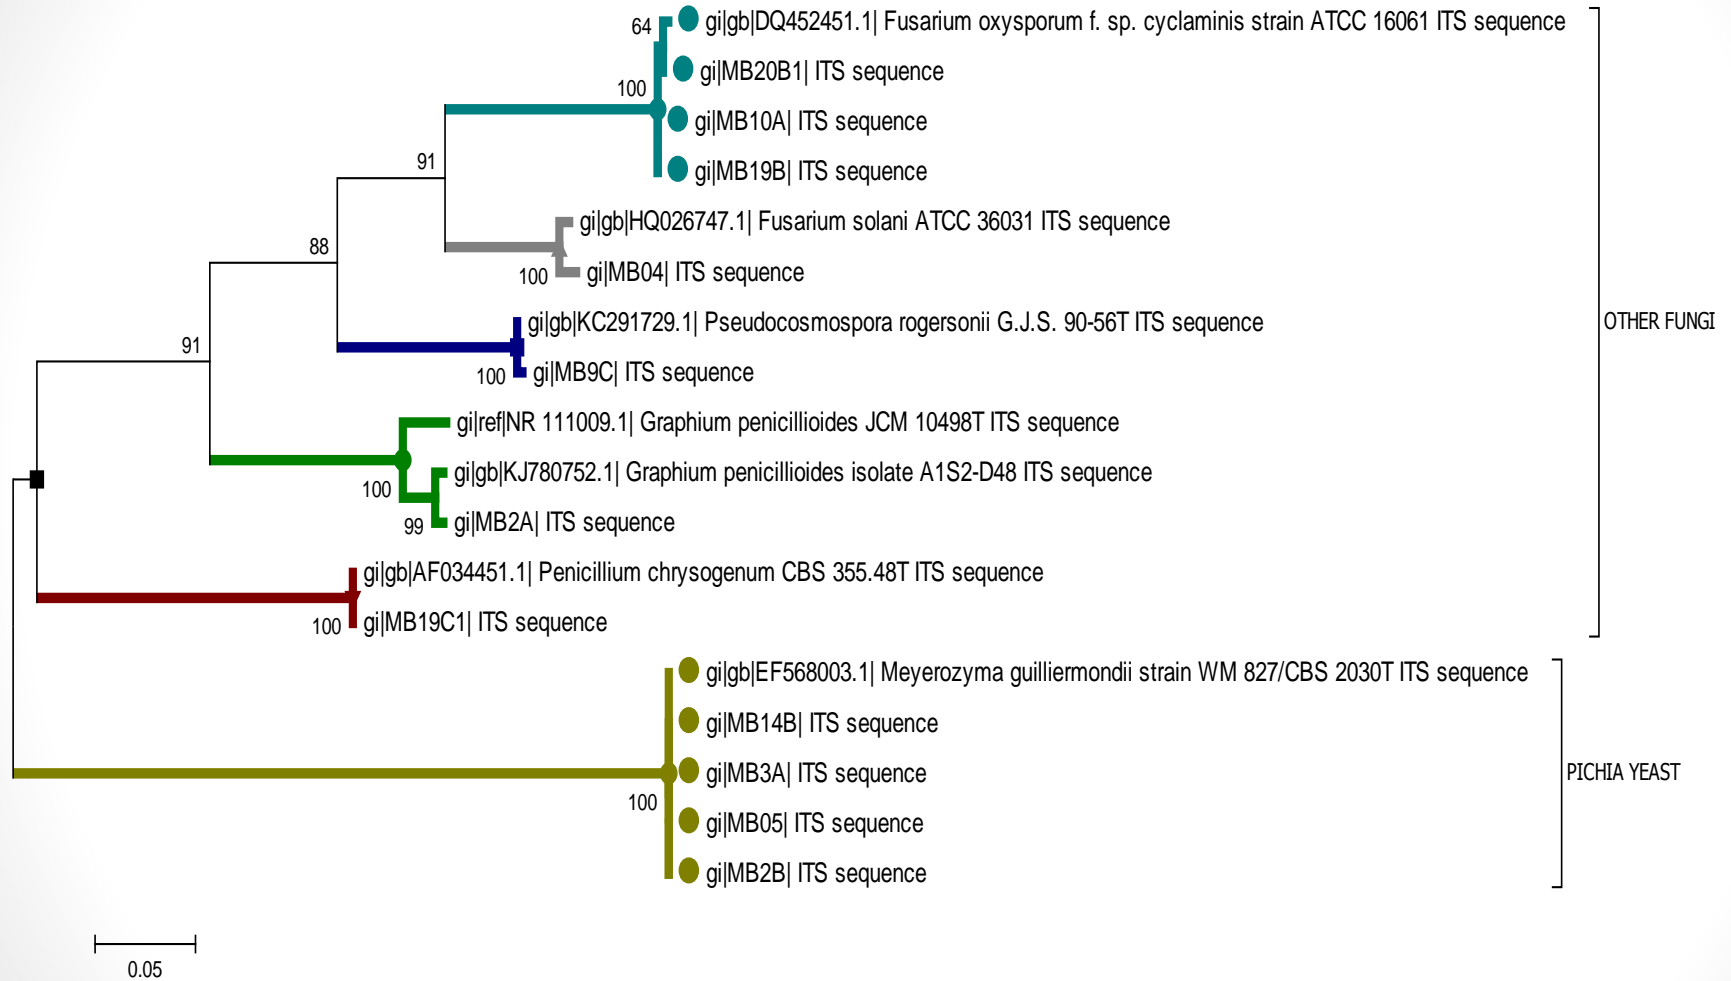 64
gi|gb|DQ452451.1| Fusarium oxysporum f. sp. cyclaminis strain ATCC 16061 ITS sequence
gi|MB20B1| ITS sequence
100
gi|MB10A| ITS sequence
91
gi|MB19B| ITS sequence
gi|gb|HQ026747.1| Fusarium solani ATCC 36031 ITS sequence
88
100
gi|MB04| ITS sequence
gi|gb|KC291729.1| Pseudocosmospora rogersonii G.J.S. 90-56T ITS sequence
OTHER FUNGI
91
100
gi|MB9C| ITS sequence
gi|ref|NR 111009.1| Graphium penicillioides JCM 10498T ITS sequence
gi|gb|KJ780752.1| Graphium penicillioides isolate A1S2-D48 ITS sequence
100
99
gi|MB2A| ITS sequence
gi|gb|AF034451.1| Penicillium chrysogenum CBS 355.48T ITS sequence
100
gi|MB19C1| ITS sequence
gi|gb|EF568003.1| Meyerozyma guilliermondii strain WM 827/CBS 2030T ITS sequence
gi|MB14B| ITS sequence
gi|MB3A| ITS sequence
PICHIA YEAST
100
gi|MB05| ITS sequence
gi|MB2B| ITS sequence
0.05